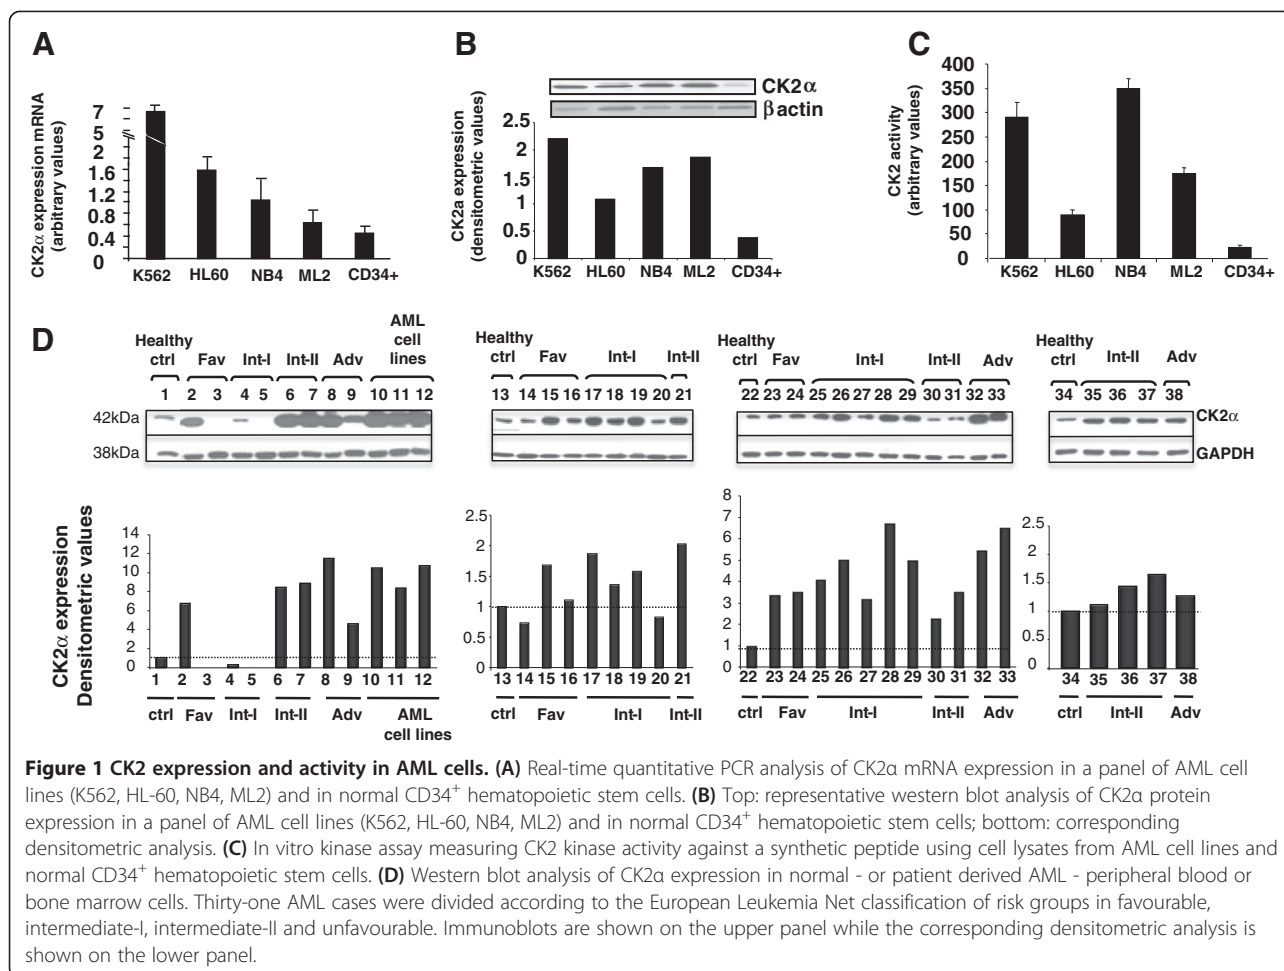 A
CK2α expression mRNA
(arbitrary values)
7
5
2
1.6
1.2
0.8
0.4
0
K562 HL60 NB4 ML2 CD34+
B
CK2α
βactin
CK2a expression
(densitometric values)
2.5
2
1.5
1
0.5
0
K562 HL60 NB4 ML2 CD34+
C
CK2 activity
(arbitrary values)
400
350
300
250
200
150
100
50
0
K562 HL60 NB4 ML2 CD34+
D
Healthy
ctrl Fav Int-I Int-II Adv
AML
cell
lines
1 2 3 4 5 6 7 8 9 10 11 12
42kDa
38kDa
Healthy
ctrl Fav Int-I Int-II
13 14 15 16 17 18 19 20 21
Healthy
ctrl Fav Int-I Int-II Adv
22 23 24 25 26 27 28 29 30 31 32 33
Healthy
ctrl Int-II Adv
34 35 36 37 38
CK2α
GAPDH
CK2α expression
Densitometric values
14
12
10
8
6
4
2
0
1 2 3 4 5 6 7 8 9 10 11 12
ctrl Fav Int-I Int-II Adv AML
cell lines
2.5
2
1.5
1
0.5
0
13 14 15 16 17 18 19 20 21
ctrl Fav Int-I Int-II
8
7
6
5
4
3
2
1
0
22 23 24 25 26 27 28 29 30 31 32 33
ctrl Fav Int-I Int-II Adv
2.5
2
1.5
1
0.5
0
34 35 36 37 38
ctrl Int-II Adv
Figure 1 CK2 expression and activity in AML cells. (A) Real-time quantitative PCR analysis of CK2α mRNA expression in a panel of AML cell
lines (K562, HL-60, NB4, ML2) and in normal CD34+ hematopoietic stem cells. (B) Top: representative western blot analysis of CK2α protein
expression in a panel of AML cell lines (K562, HL-60, NB4, ML2) and in normal CD34+ hematopoietic stem cells; bottom: corresponding
densitometric analysis. (C) In vitro kinase assay measuring CK2 kinase activity against a synthetic peptide using cell lysates from AML cell lines and
normal CD34+ hematopoietic stem cells. (D) Western blot analysis of CK2α expression in normal - or patient derived AML - peripheral blood or
bone marrow cells. Thirty-one AML cases were divided according to the European Leukemia Net classification of risk groups in favourable,
intermediate-I, intermediate-II and unfavourable. Immunoblots are shown on the upper panel while the corresponding densitometric analysis is
shown on the lower panel.